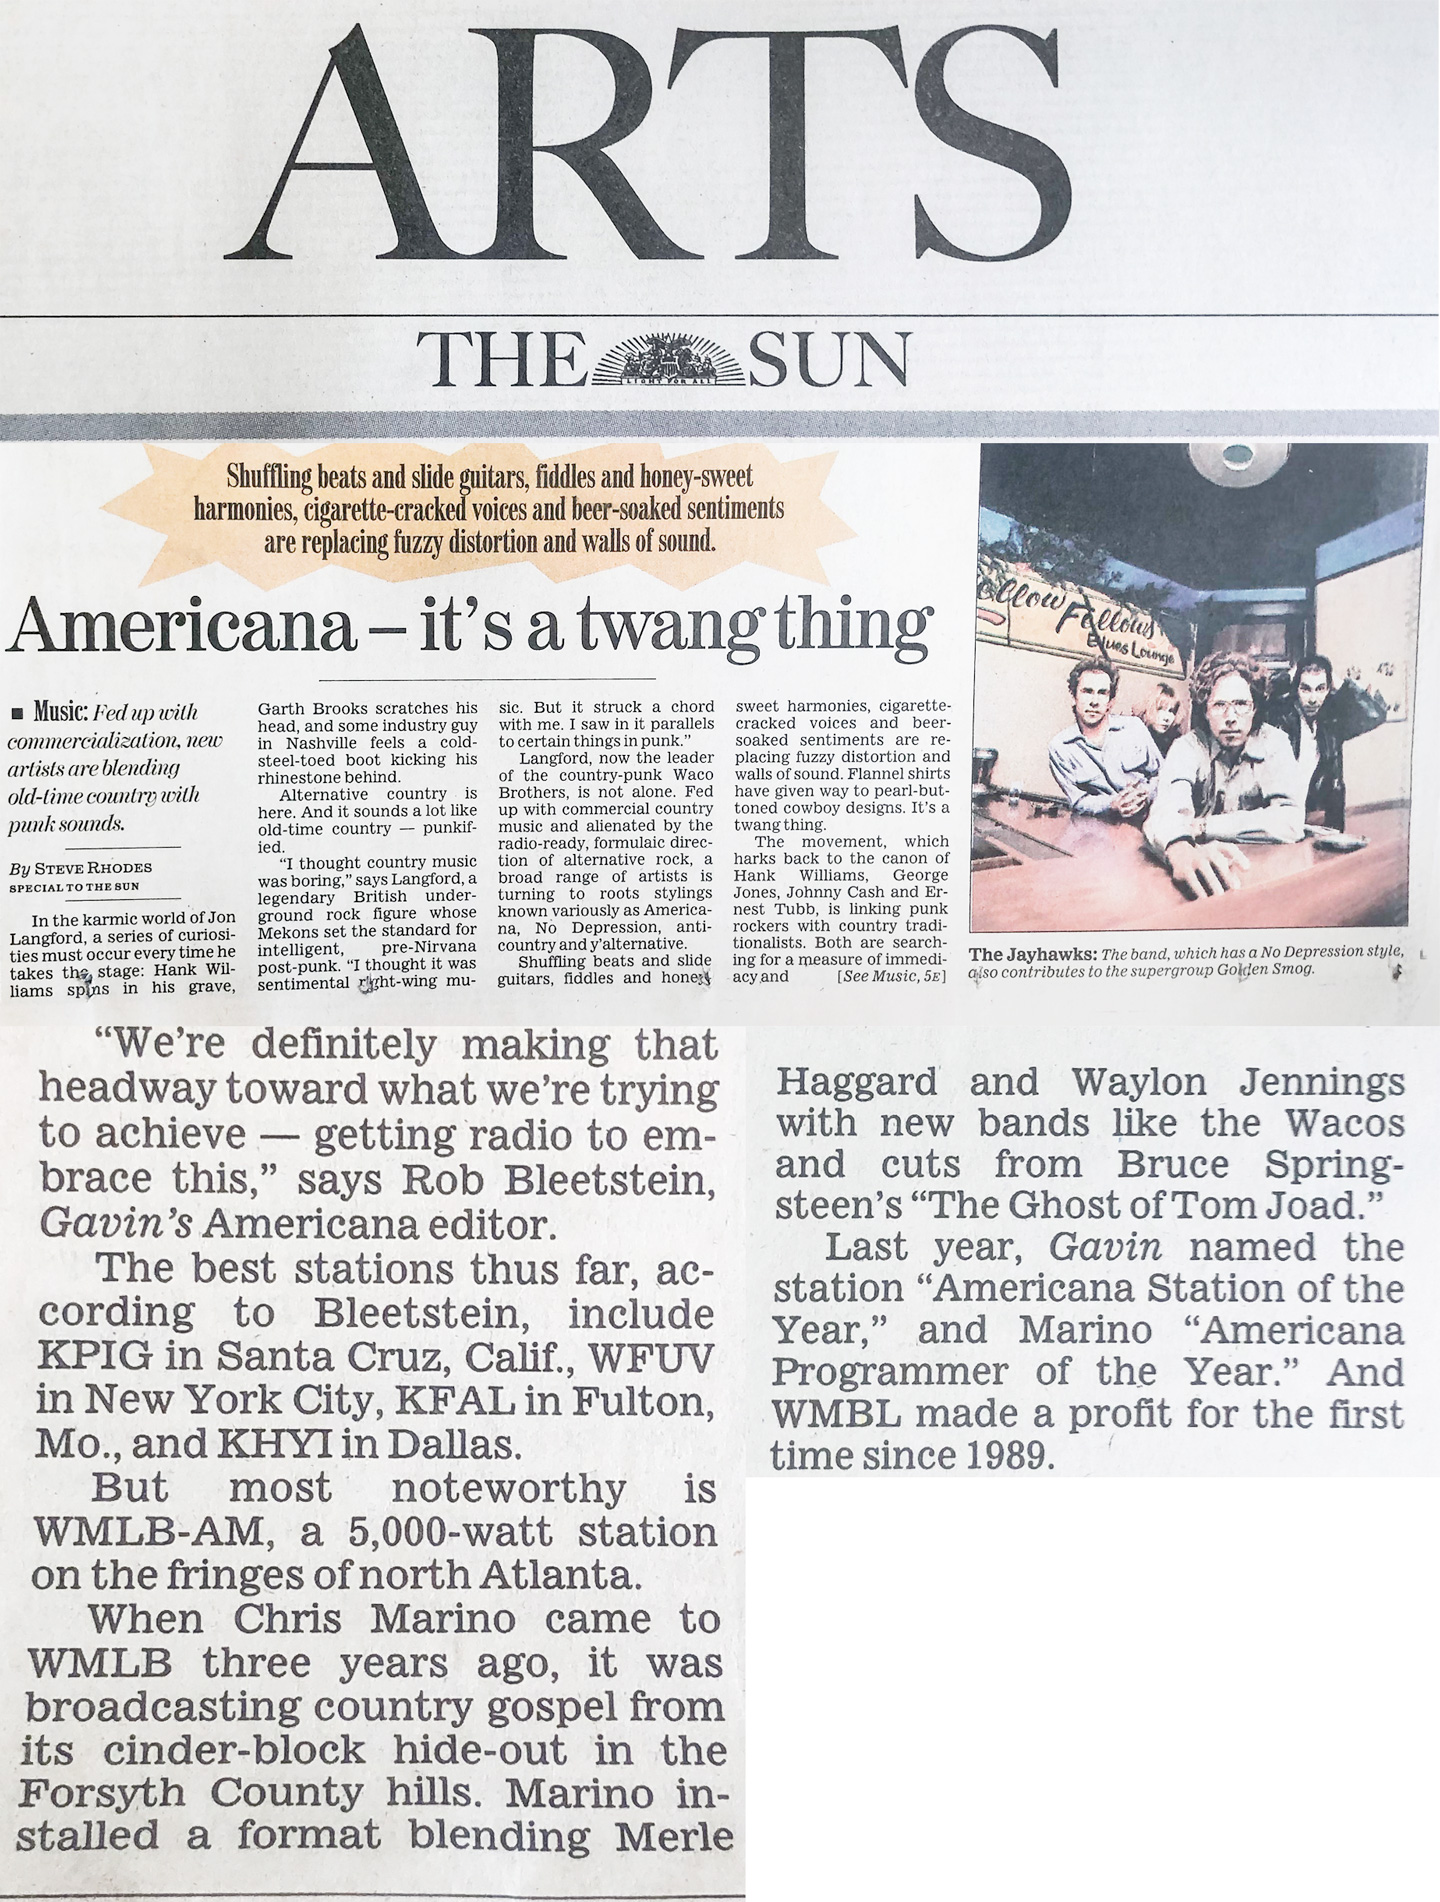 ARTS
THE SUN
LIGHT FOR ALL
Shuffling beats and slide guitars, fiddles and honey-sweet
harmonies, cigarette-cracked voices and beer-soaked sentiments
are replacing fuzzy distortion and walls of sound.
Americana – it's a twang thing
■ Music: Fed up with
commercialization, new
artists are blending
old-time country with
punk sounds.
By STEVE RHODES
SPECIAL TO THE SUN
In the karmic world of Jon
Langford, a series of curiosi-
ties must occur every time he
takes the stage: Hank Wil-
liams spins in his grave,
Garth Brooks scratches his
head, and some industry guy
in Nashville feels a cold-
steel-toed boot kicking his
rhinestone behind.
Alternative country is
here. And it sounds a lot like
old-time country — punkif-
ied.
"I thought country music
was boring," says Langford, a
legendary British under-
ground rock figure whose
Mekons set the standard for
intelligent, pre-Nirvana
post-punk. "I thought it was
sentimental right-wing mu-
sic. But it struck a chord
with me. I saw in it parallels
to certain things in punk."
Langford, now the leader
of the country-punk Waco
Brothers, is not alone. Fed
up with commercial country
music and alienated by the
radio-ready, formulaic direc-
tion of alternative rock, a
broad range of artists is
turning to roots stylings
known variously as America-
na, No Depression, anti-
country and y'alternative.
Shuffling beats and slide
guitars, fiddles and honey-
sweet harmonies, cigarette-
cracked voices and beer-
soaked sentiments are re-
placing fuzzy distortion and
walls of sound. Flannel shirts
have given way to pearl-but-
toned cowboy designs. It's a
twang thing.
The movement, which
harks back to the canon of
Hank Williams, George
Jones, Johnny Cash and Er-
nest Tubb, is linking punk
rockers with country tradi-
tionalists. Both are search-
ing for a measure of immedi-
acy and [See Music, 5E]
Fellows
Blues Lounge
The Jayhawks: The band, which has a No Depression style,
also contributes to the supergroup Golden Smog.
"We're definitely making that
headway toward what we're trying
to achieve — getting radio to em-
brace this," says Rob Bleetstein,
Gavin's Americana editor.
The best stations thus far, ac-
cording to Bleetstein, include
KPIG in Santa Cruz, Calif., WFUV
in New York City, KFAL in Fulton,
Mo., and KHYI in Dallas.
But most noteworthy is
WMLB-AM, a 5,000-watt station
on the fringes of north Atlanta.
When Chris Marino came to
WMLB three years ago, it was
broadcasting country gospel from
its cinder-block hide-out in the
Forsyth County hills. Marino in-
stalled a format blending Merle
Haggard and Waylon Jennings
with new bands like the Wacos
and cuts from Bruce Spring-
steen's "The Ghost of Tom Joad."
Last year, Gavin named the
station "Americana Station of the
Year," and Marino "Americana
Programmer of the Year." And
WMBL made a profit for the first
time since 1989.